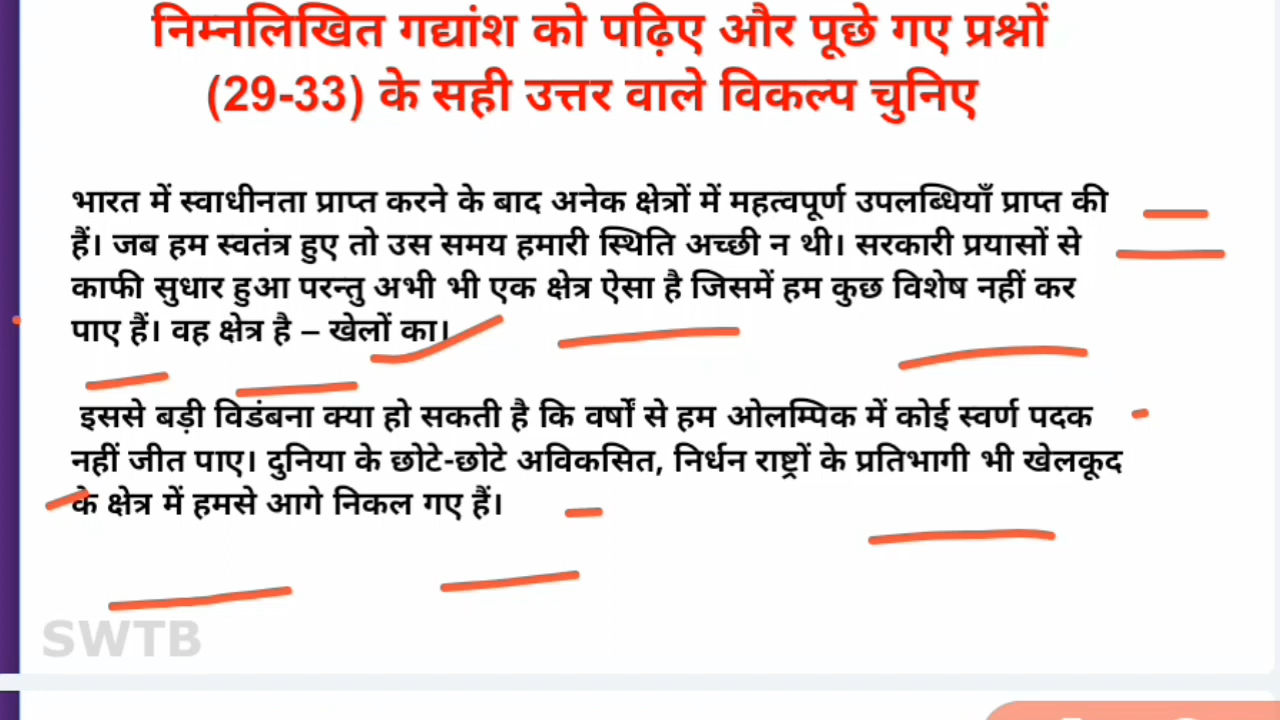 निम्नलिखित गद्यांश को पढ़िए और पूछे गए प्रश्नों
(29-33) के सही उत्तर वाले विकल्प चुनिए
भारत में स्वाधीनता प्राप्त करने के बाद अनेक क्षेत्रों में महत्वपूर्ण उपलब्धियाँ प्राप्त की
हैं। जब हम स्वतंत्र हुए तो उस समय हमारी स्थिति अच्छी न थी। सरकारी प्रयासों से
काफी सुधार हुआ परन्तु अभी भी एक क्षेत्र ऐसा है जिसमें हम कुछ विशेष नहीं कर
पाए हैं। वह क्षेत्र है – खेलों का।
इससे बड़ी विडंबना क्या हो सकती है कि वर्षों से हम ओलम्पिक में कोई स्वर्ण पदक
नहीं जीत पाए। दुनिया के छोटे-छोटे अविकसित, निर्धन राष्ट्रों के प्रतिभागी भी खेलकूद
के क्षेत्र में हमसे आगे निकल गए हैं।
SWTB